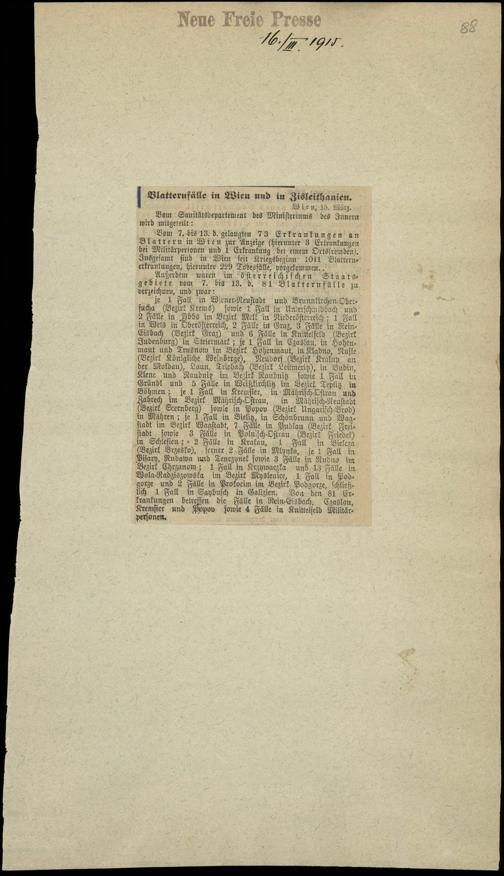 Neue Freie Presse
88
16./III. 1915.
Blatternfälle in Wien und in Zisleithanien.
Wien, 15. März.
Vom Sanitätsdepartement des Ministeriums des Innern
wird mitgeteilt:
Vom 7. bis 13. d. gelangten 73 Erkrankungen an
Blattern in Wien zur Anzeige (hierunter 3 Erkrankungen
bei Militärpersonen und 1 Erkrankung bei einem Ortsfremden).
Insgesamt sind in Wien seit Kriegsbeginn 1041 Blattern-
erkrankungen, hierunter 229 Todesfälle, vorgekommen.
Außerdem waren im österreichischen Staats-
gebiete vom 7. bis 13. d. 81 Blatternfälle zu
verzeichnen, und zwar:
je 1 Fall in Wiener-Neustadt und Brunnkirchen-Ober-
fucha (Bezirk Krems) sowie 1 Fall in und
2 Fälle in Ybbs im Bezirk Melk in Niederösterreich; 1 Fall
in Wels in Oberösterreich, 2 Fälle in Graz, 3 Fälle in Rein-
Eisbach (Bezirk Graz) und 6 Fälle in Knittelfeld (Bezirk
Judenburg) in Steiermark; je 1 Fall in Czaslau, in Hohen-
maut und Trusnow im Bezirk Hohenmaut, in Kladno, Nusle
(Bezirk Königliche Weinberge), Neudorf (Bezirk Kralup an
der Moldau), Laun, Trzebach (Bezirk Leitmeritz), in Budin,
Klenc und Raudnitz im Bezirk Raudnitz sowie 1 Fall in
Gründl und 5 Fälle in Weißkirchlitz im Bezirk Teplitz in
Böhmen; je 1 Fall in Kremsier, in Mährisch-Ostrau und
Zabrech im Bezirk Mährisch-Ostrau, in Mährisch-Neustadt
(Bezirk Sternberg) sowie in Popov (Bezirk Ungarisch-Brod)
in Mähren; je 1 Fall in Bielitz, in Schönbrunn und Wag-
stadt im Bezirk Wagstadt, 7 Fälle in Pudlau (Bezirk Frei-
stadt sowie 3 Fälle in Polnisch-Ostrau (Bezirk Friedek)
in Schlesien; 2 Fälle in Krakau, 1 Fall in Bielcza
(Bezirk Brzesko), ferner 2 Fälle in Mlynka, je 1 Fall in
Pisary, Rudawa und Tenczynek sowie 3 Fälle in Rudno im
Bezirk Chrzanow; 1 Fall in Krzywaczka und 13 Fälle in
Wola-Radziszowska im Bezirk Myslenice, 1 Fall in Pod-
gorze und 2 Fälle in Prokocim im Bezirk Podgorze, schließ-
lich 1 Fall in Saybusch in Galizien. Von den 81 Er-
krankungen betreffen die Fälle in Rein-Eisbach, Czaslau,
Kremsier und Popov sowie 4 Fälle in Knittelfeld Militär-
personen.